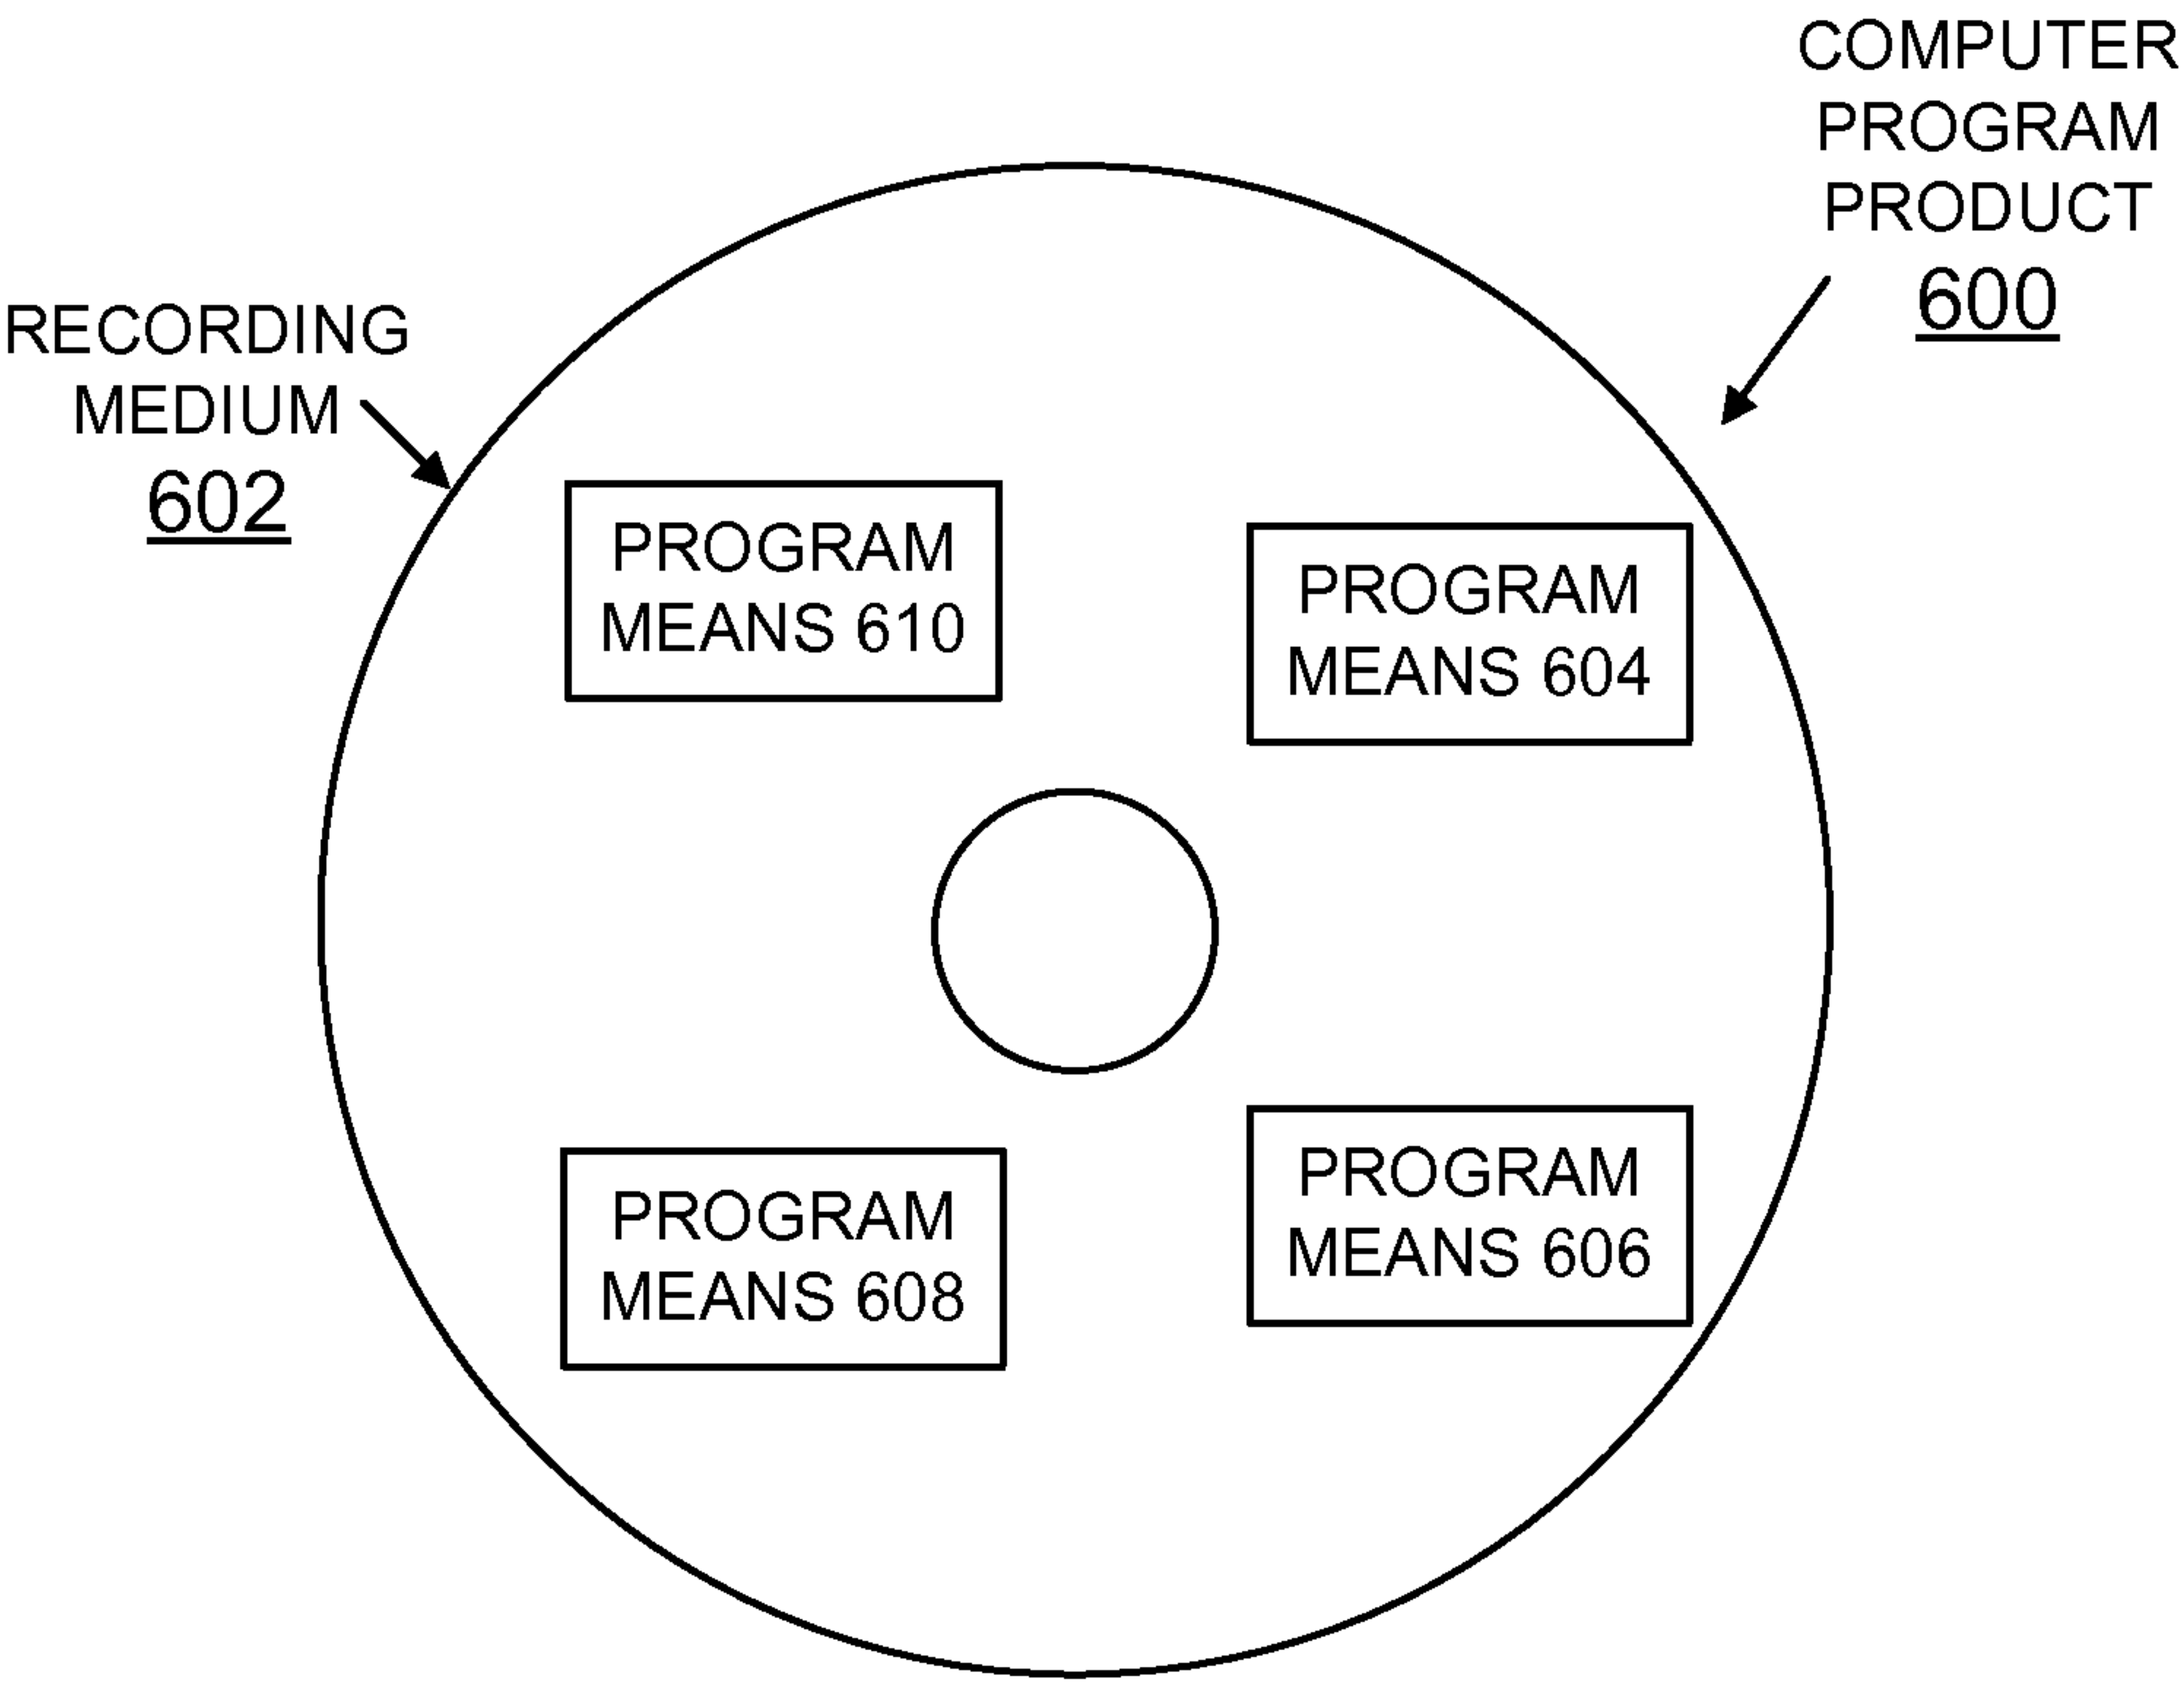 COMPUTER
PROGRAM
PRODUCT
600
RECORDING
MEDIUM
602
PROGRAM
MEANS 610
PROGRAM
MEANS 604
PROGRAM
MEANS 608
PROGRAM
MEANS 606